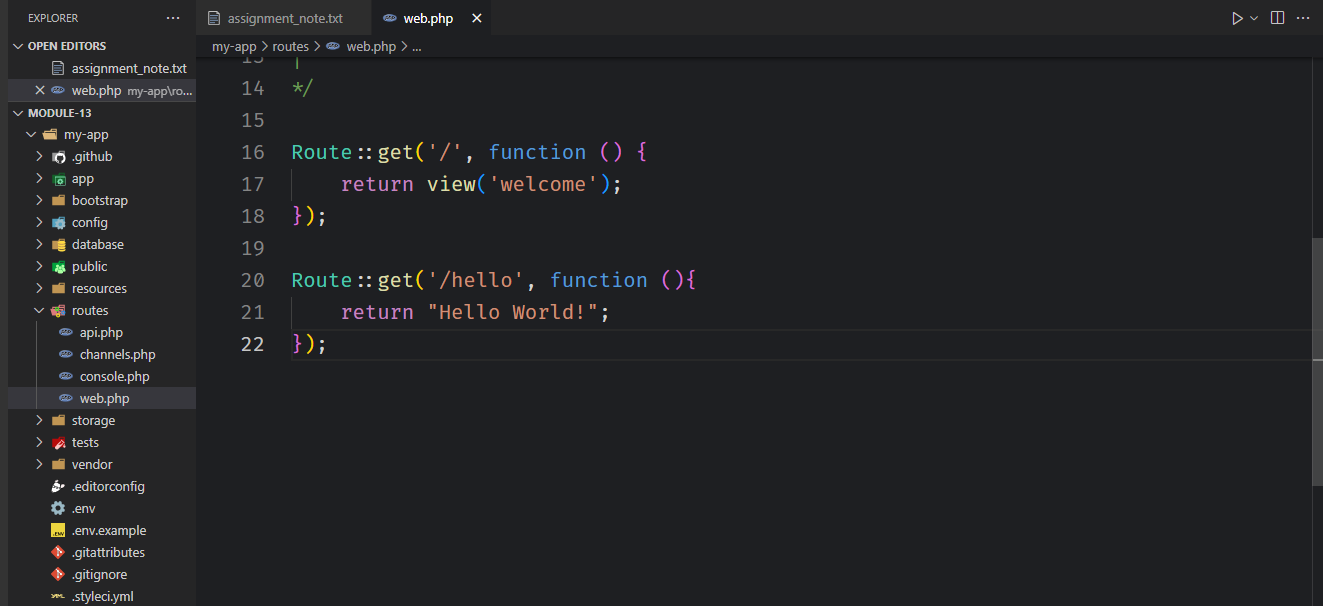 EXPLORER
OPEN EDITORS
assignment_note.txt
web.php my-app\ro...
MODULE-13
my-app
.github
app
bootstrap
config
database
public
resources
routes
api.php
channels.php
console.php
web.php
storage
tests
vendor
.editorconfig
.env
.env.example
.gitattributes
.gitignore
.styleci.yml
assignment_note.txt web.php
my-app > routes > web.php > ...
13 |
14 */
15
16 Route::get('/', function () {
17     return view('welcome');
18 });
19
20 Route::get('/hello', function (){
21     return "Hello World!";
22 });